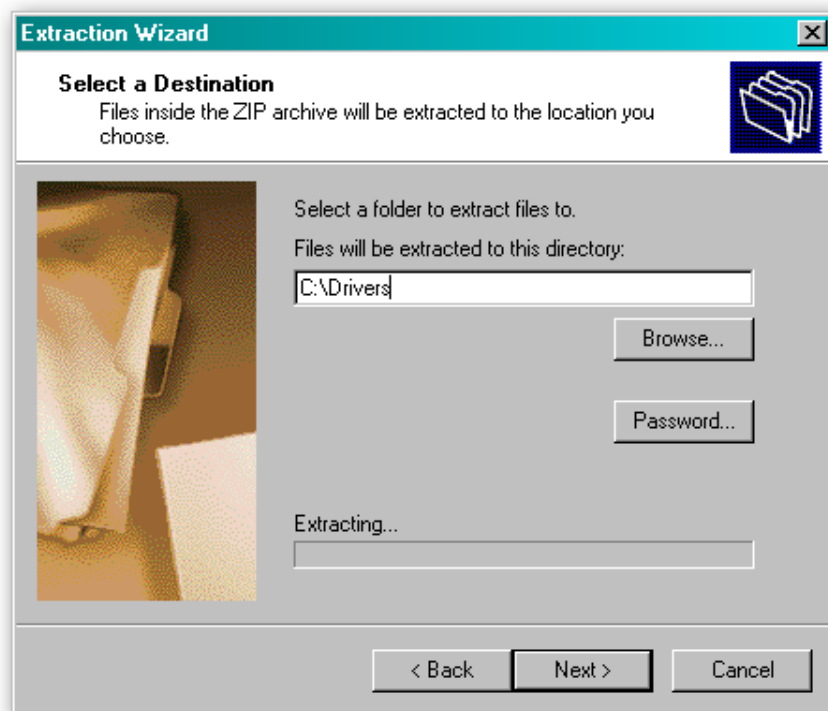 Extraction Wizard
Select a Destination
Files inside the ZIP archive will be extracted to the location you
choose.
Select a folder to extract files to.
Files will be extracted to this directory:
C:\Drivers
Browse...
Password...
Extracting...
< Back
Next >
Cancel